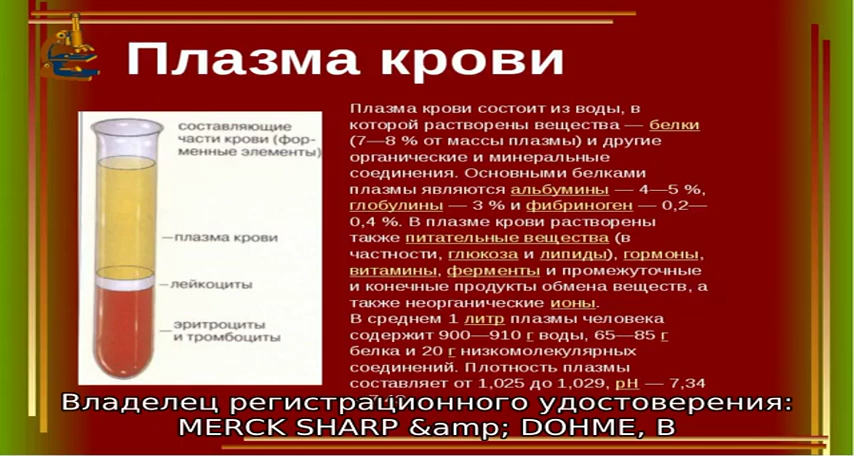 Плазма крови
составляющие
части крови (фор-
менные элементы)
плазма крови
лейкоциты
эритроциты
и тромбоциты
Плазма крови состоит из воды, в
которой растворены вещества — белки
(7—8 % от массы плазмы) и другие
органические и минеральные
соединения. Основными белками
плазмы являются альбумины — 4—5 %,
глобулины — 3 % и фибриноген — 0,2—
0,4 %. В плазме крови растворены
также питательные вещества (в
частности, глюкоза и липиды), гормоны,
витамины, ферменты и промежуточные
и конечные продукты обмена веществ, а
также неорганические ионы.
В среднем 1 литр плазмы человека
содержит 900—910 г воды, 65—85 г
белка и 20 г низкомолекулярных
соединений. Плотность плазмы
составляет от 1,025 до 1,029, pH — 7,34
Владелец регистрационного удостоверения:
MERCK SHARP &amp; DOHME, B